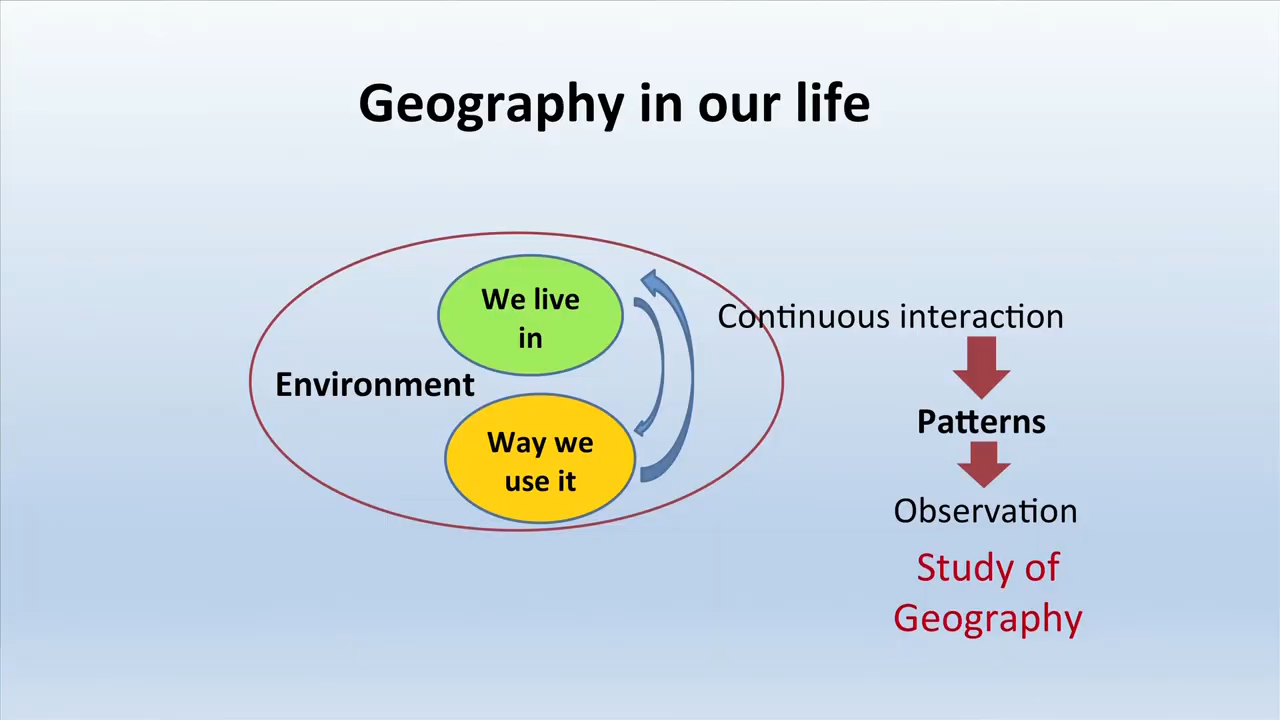 Geography in our life
We live
in
Environment
Way we
use it
Continuous interaction
Patterns
Observation
Study of
Geography